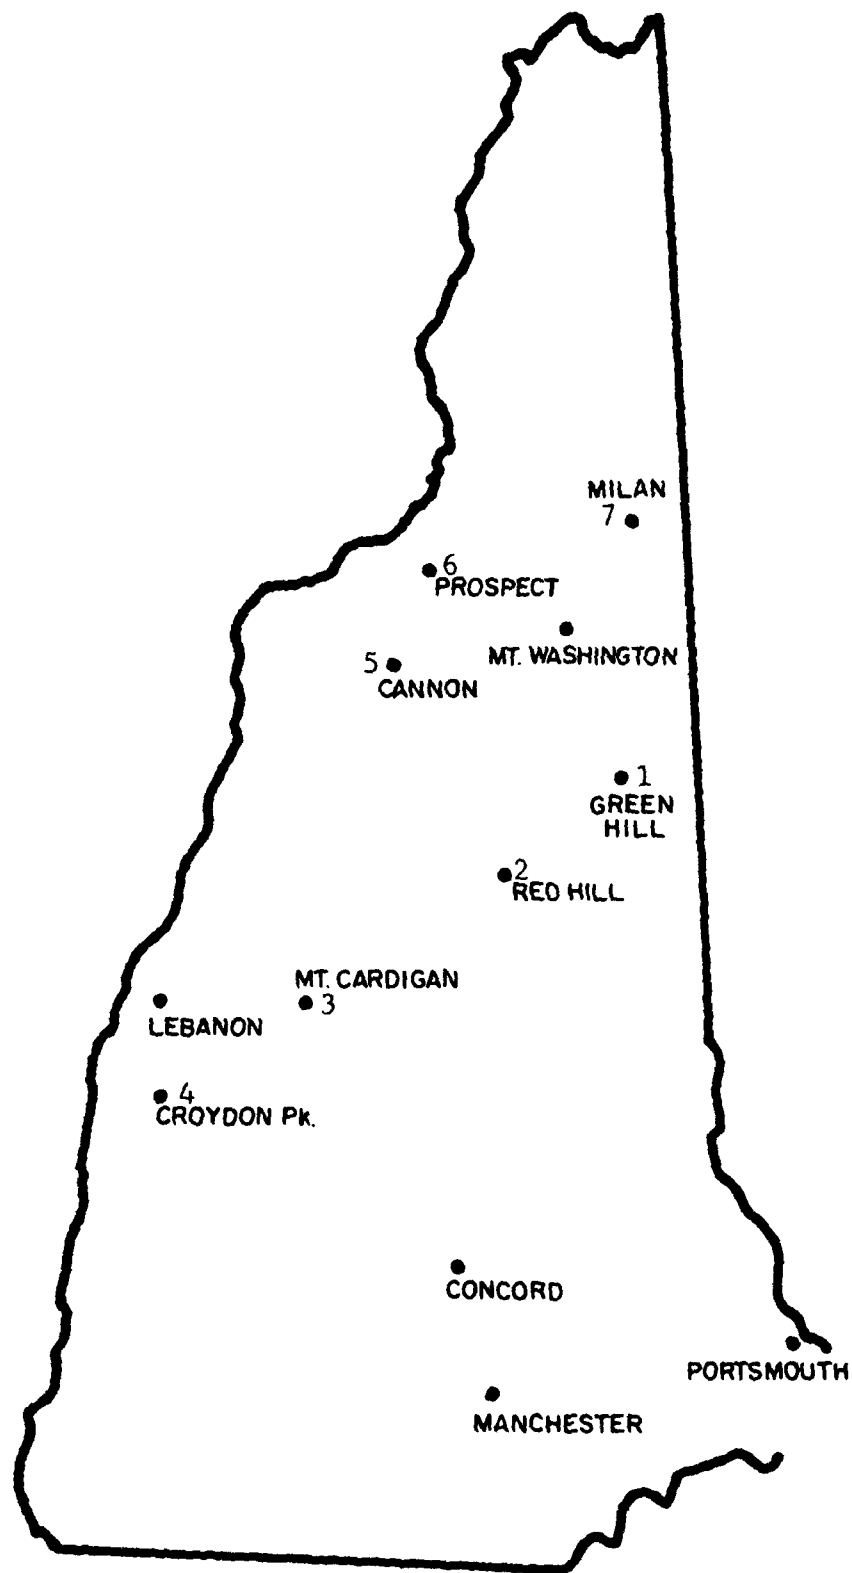 MILAN
7
6
PROSPECT
MT. WASHINGTON
5
CANNON
1
GREEN
HILL
2
RED HILL
MT. CARDIGAN
3
LEBANON
4
CROYDON PK.
CONCORD
PORTSMOUTH
MANCHESTER